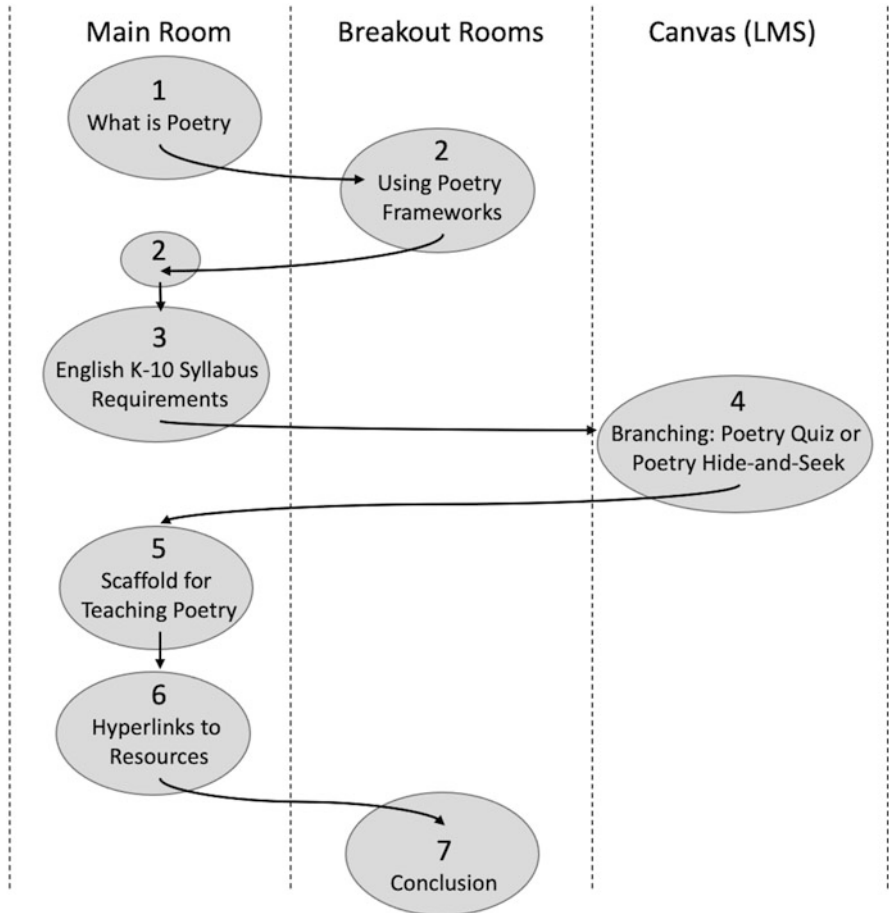 Main Room
Breakout Rooms
Canvas (LMS)
1
What is Poetry
2
Using Poetry
Frameworks
2
3
English K-10 Syllabus
Requirements
4
Branching: Poetry Quiz or
Poetry Hide-and-Seek
5
Scaffold for
Teaching Poetry
6
Hyperlinks to
Resources
7
Conclusion